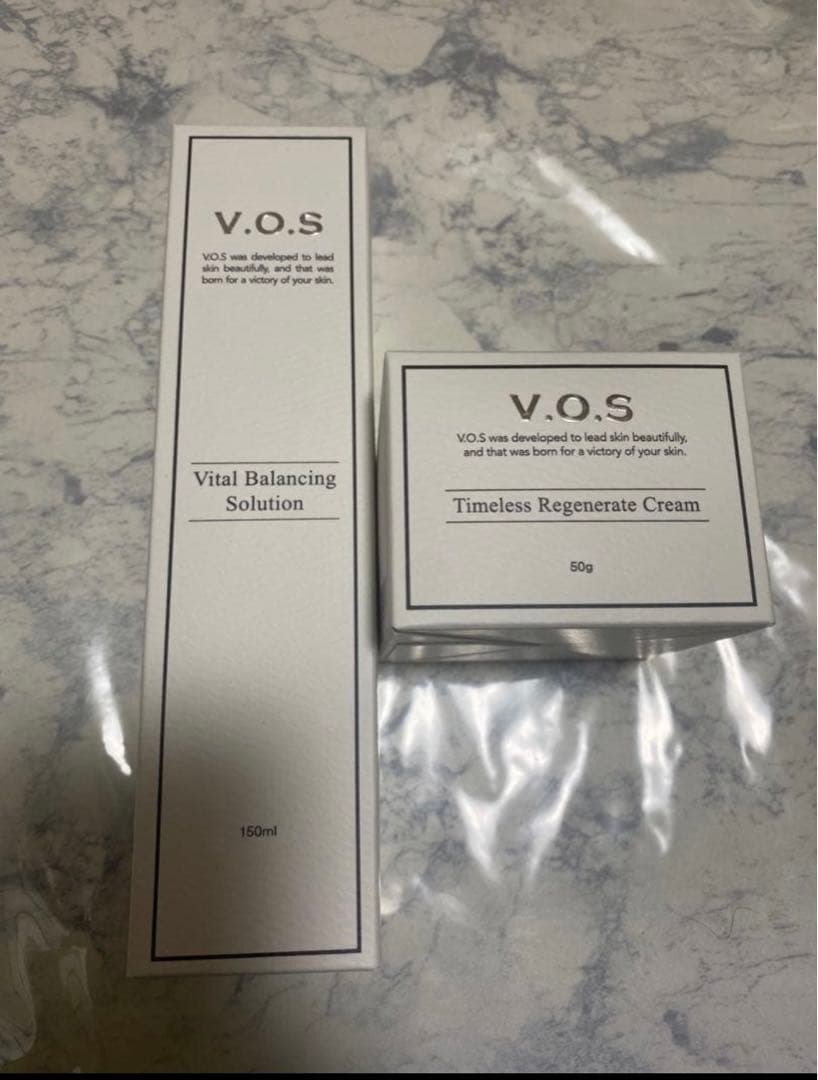 V.O.S
V.O.S was developed to lead
skin beautifully, and that was
born for a victory of your skin.
Vital Balancing
Solution
150ml
V.O.S
V.O.S was developed to lead skin beautifully,
and that was born for a victory of your skin.
Timeless Regenerate Cream
50g